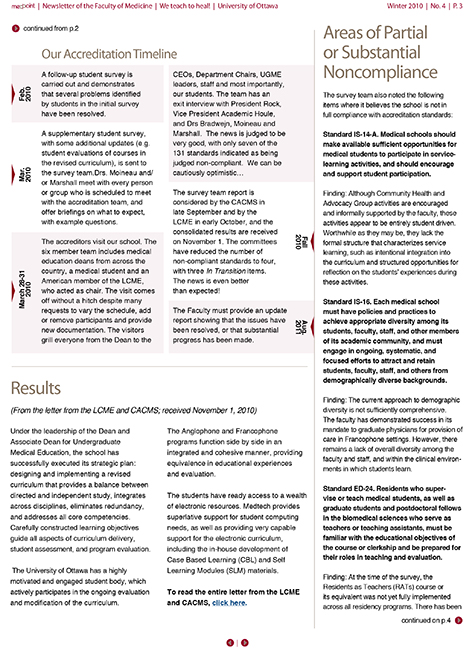 medpoint | Newsletter of the Faculty of Medicine | We teach to heal! | University of Ottawa
Winter 2010 | No. 4 | P. 3
continued from p.2
Our Accreditation Timeline
Feb.
2010
A follow-up student survey is
carried out and demonstrates
that several problems identified
by students in the initial survey
have been resolved.
Mar.
2010
A supplementary student survey,
with some additional updates (e.g.
student evaluations of courses in
the revised curriculum), is sent to
the survey team.Drs. Moineau and/
or Marshall meet with every person
or group who is scheduled to meet
with the accreditation team, and
offer briefings on what to expect,
with example questions.
March 28-31
2010
The accreditors visit our school. The
six member team includes medical
education deans from across the
country, a medical student and an
American member of the LCME,
who acted as chair. The visit comes
off without a hitch despite many
requests to vary the schedule, add
or remove participants and provide
new documentation. The visitors
grill everyone from the Dean to the
CEOs, Department Chairs, UGME
leaders, staff and most importantly,
our students. The team has an
exit interview with President Rock,
Vice President Academic Houle,
and Drs Bradwejn, Moineau and
Marshall.  The news is judged to be
very good, with only seven of the
131 standards indicated as being
judged non-compliant.  We can be
cautiously optimistic…
The survey team report is
considered by the CACMS in
late September and by the
LCME in early October, and the
consolidated results are received
on November 1. The committees
have reduced the number of
non-compliant standards to four,
with three In Transition items.
The news is even better
than expected!
Fall
2010
The Faculty must provide an update
report showing that the issues have
been resolved, or that substantial
progress has been made.
Aug.
2011
Results
(From the letter from the LCME and CACMS; received November 1, 2010)
Under the leadership of the Dean and
Associate Dean for Undergraduate
Medical Education, the school has
successfully executed its strategic plan:
designing and implementing a revised
curriculum that provides a balance between
directed and independent study, integrates
across disciplines, eliminates redundancy,
and addresses all core competencies.
Carefully constructed learning objectives
guide all aspects of curriculum delivery,
student assessment, and program evaluation.
The University of Ottawa has a highly
motivated and engaged student body, which
actively participates in the ongoing evaluation
and modification of the curriculum.
The Anglophone and Francophone
programs function side by side in an
integrated and cohesive manner, providing
equivalence in educational experiences
and evaluation.
The students have ready access to a wealth
of electronic resources. Medtech provides
superlative support for student computing
needs, as well as providing very capable
support for the electronic curriculum,
including the in-house development of
Case Based Learning (CBL) and Self
Learning Modules (SLM) materials.
To read the entire letter from the LCME
and CACMS, click here.
Areas of Partial
or Substantial
Noncompliance
The survey team also noted the following
items where it believes the school is not in
full compliance with accreditation standards:
Standard IS-14-A. Medical schools should
make available sufficient opportunities for
medical students to participate in service-
learning activities, and should encourage
and support student participation.
Finding: Although Community Health and
Advocacy Group activities are encouraged
and informally supported by the faculty, these
activities appear to be entirely student driven.
Worthwhile as they may be, they lack the
formal structure that characterizes service
learning, such as intentional integration into
the curriculum and structured opportunities for
reflection on the students' experiences during
these activities.
Standard IS-16. Each medical school
must have policies and practices to
achieve appropriate diversity among its
students, faculty, staff, and other members
of its academic community, and must
engage in ongoing, systematic, and
focused efforts to attract and retain
students, faculty, staff, and others from
demographically diverse backgrounds.
Finding: The current approach to demographic
diversity is not sufficiently comprehensive.
The faculty has demonstrated success in its
mandate to graduate physicians for provision of
care in Francophone settings. However, there
remains a lack of overall diversity among the
faculty and staff, and within the clinical environ-
ments in which students learn.
Standard ED-24. Residents who super-
vise or teach medical students, as well as
graduate students and postdoctoral fellows
in the biomedical sciences who serve as
teachers or teaching assistants, must be
familiar with the educational objectives of
the course or clerkship and be prepared for
their roles in teaching and evaluation.
Finding: At the time of the survey, the
Residents as Teachers (RATs) course or
its equivalent was not yet fully implemented
across all residency programs. There has been
continued on p.4